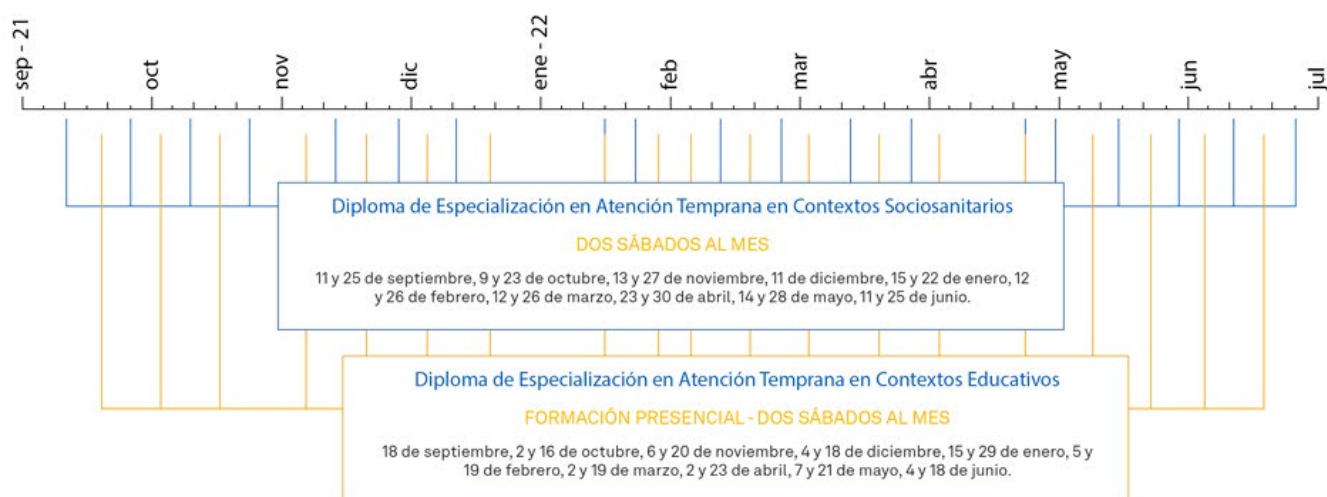 sep - 21
oct
nov
dic
ene - 22
feb
mar
abr
may
jun
jul
Diploma de Especialización en Atención Temprana en Contextos Sociosanitarios
DOS SÁBADOS AL MES
11 y 25 de septiembre, 9 y 23 de octubre, 13 y 27 de noviembre, 11 de diciembre, 15 y 22 de enero, 12
y 26 de febrero, 12 y 26 de marzo, 23 y 30 de abril, 14 y 28 de mayo, 11 y 25 de junio.
Diploma de Especialización en Atención Temprana en Contextos Educativos
FORMACIÓN PRESENCIAL - DOS SÁBADOS AL MES
18 de septiembre, 2 y 16 de octubre, 6 y 20 de noviembre, 4 y 18 de diciembre, 15 y 29 de enero, 5 y
19 de febrero, 2 y 19 de marzo, 2 y 23 de abril, 7 y 21 de mayo, 4 y 18 de junio.